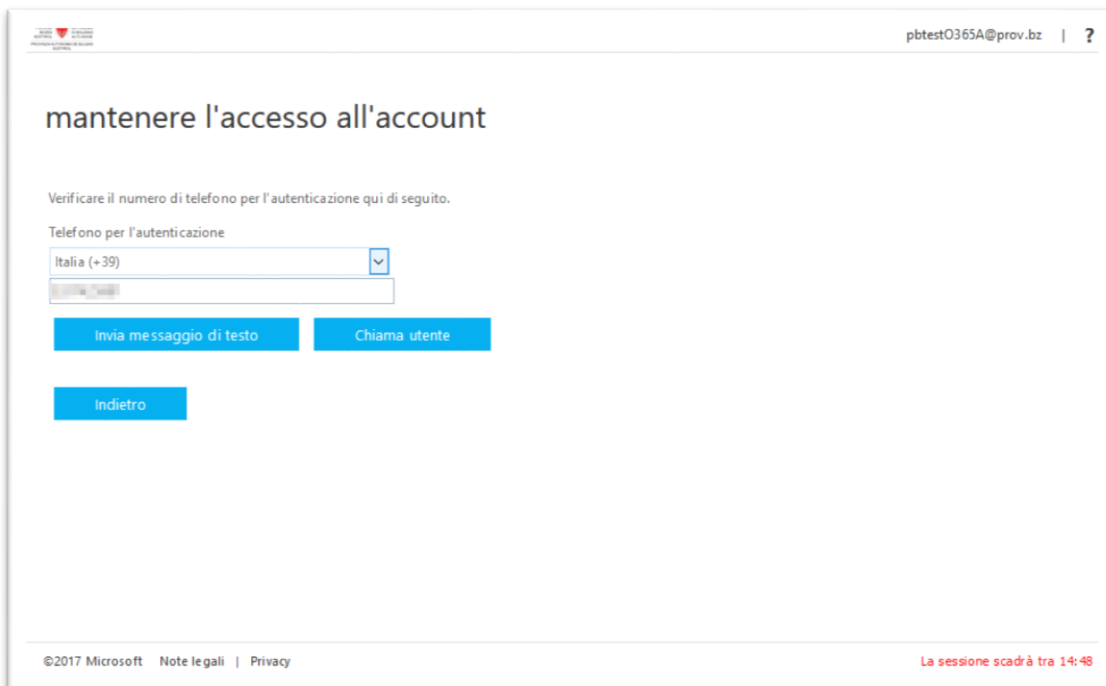 pbtestO365A@prov.bz | ?
mantenere l'accesso all'account
Verificare il numero di telefono per l'autenticazione qui di seguito.
Telefono per l'autenticazione
Italia (+39)
Invia messaggio di testo
Chiama utente
Indietro
©2017 Microsoft Note legali | Privacy
La sessione scadrà tra 14:48